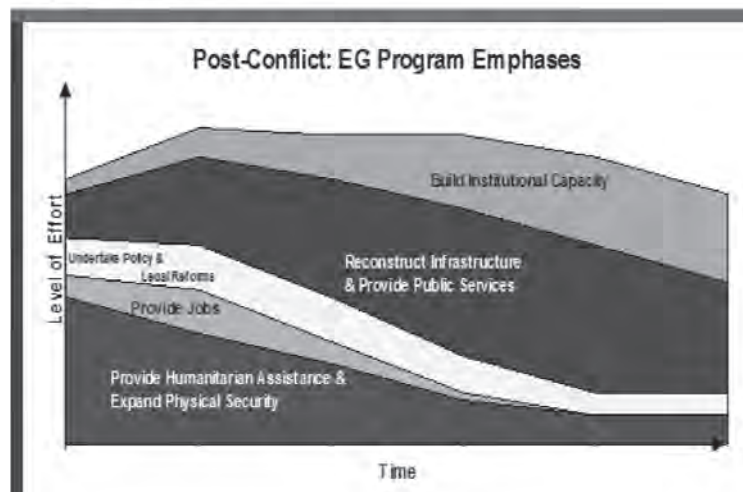 Post-Conflict: EG Program Emphases
Level of Effort
Build Institutional Capacity
Undertake Policy &
Legal Reforms
Reconstruct Infrastructure
& Provide Public Services
Provide Jobs
Provide Humanitarian Assistance &
Expand Physical Security
Time